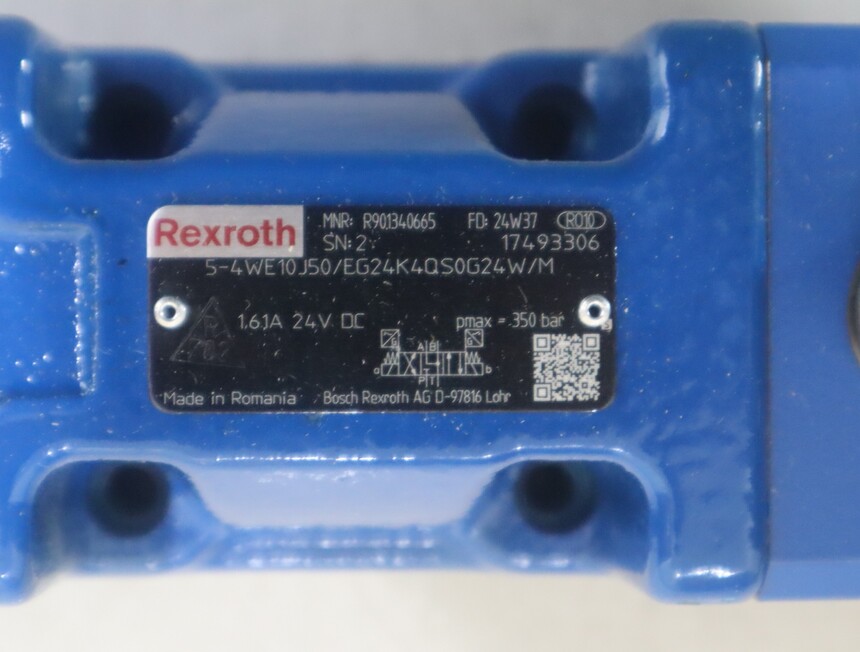 Rexroth
MNR: R901340665 FD: 24W37 RO10
SN: 2 17493306
5-4WE10J50/EG24K4QS0G24W/M
1.61A 24V DC pmax = 350 bar
A B
a b
P T
Made in Romania Bosch Rexroth AG D-97816 Lohr